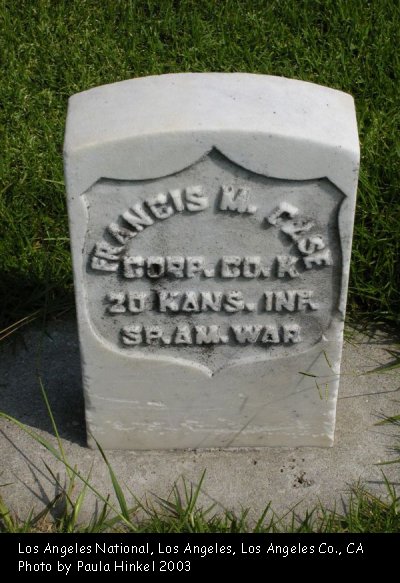 FRANCIS M. CASE
CORP. CO. K
20 KANS. INF.
SP. AM. WAR
Los Angeles National, Los Angeles, Los Angeles Co., CA
Photo by Paula Hinkel 2003